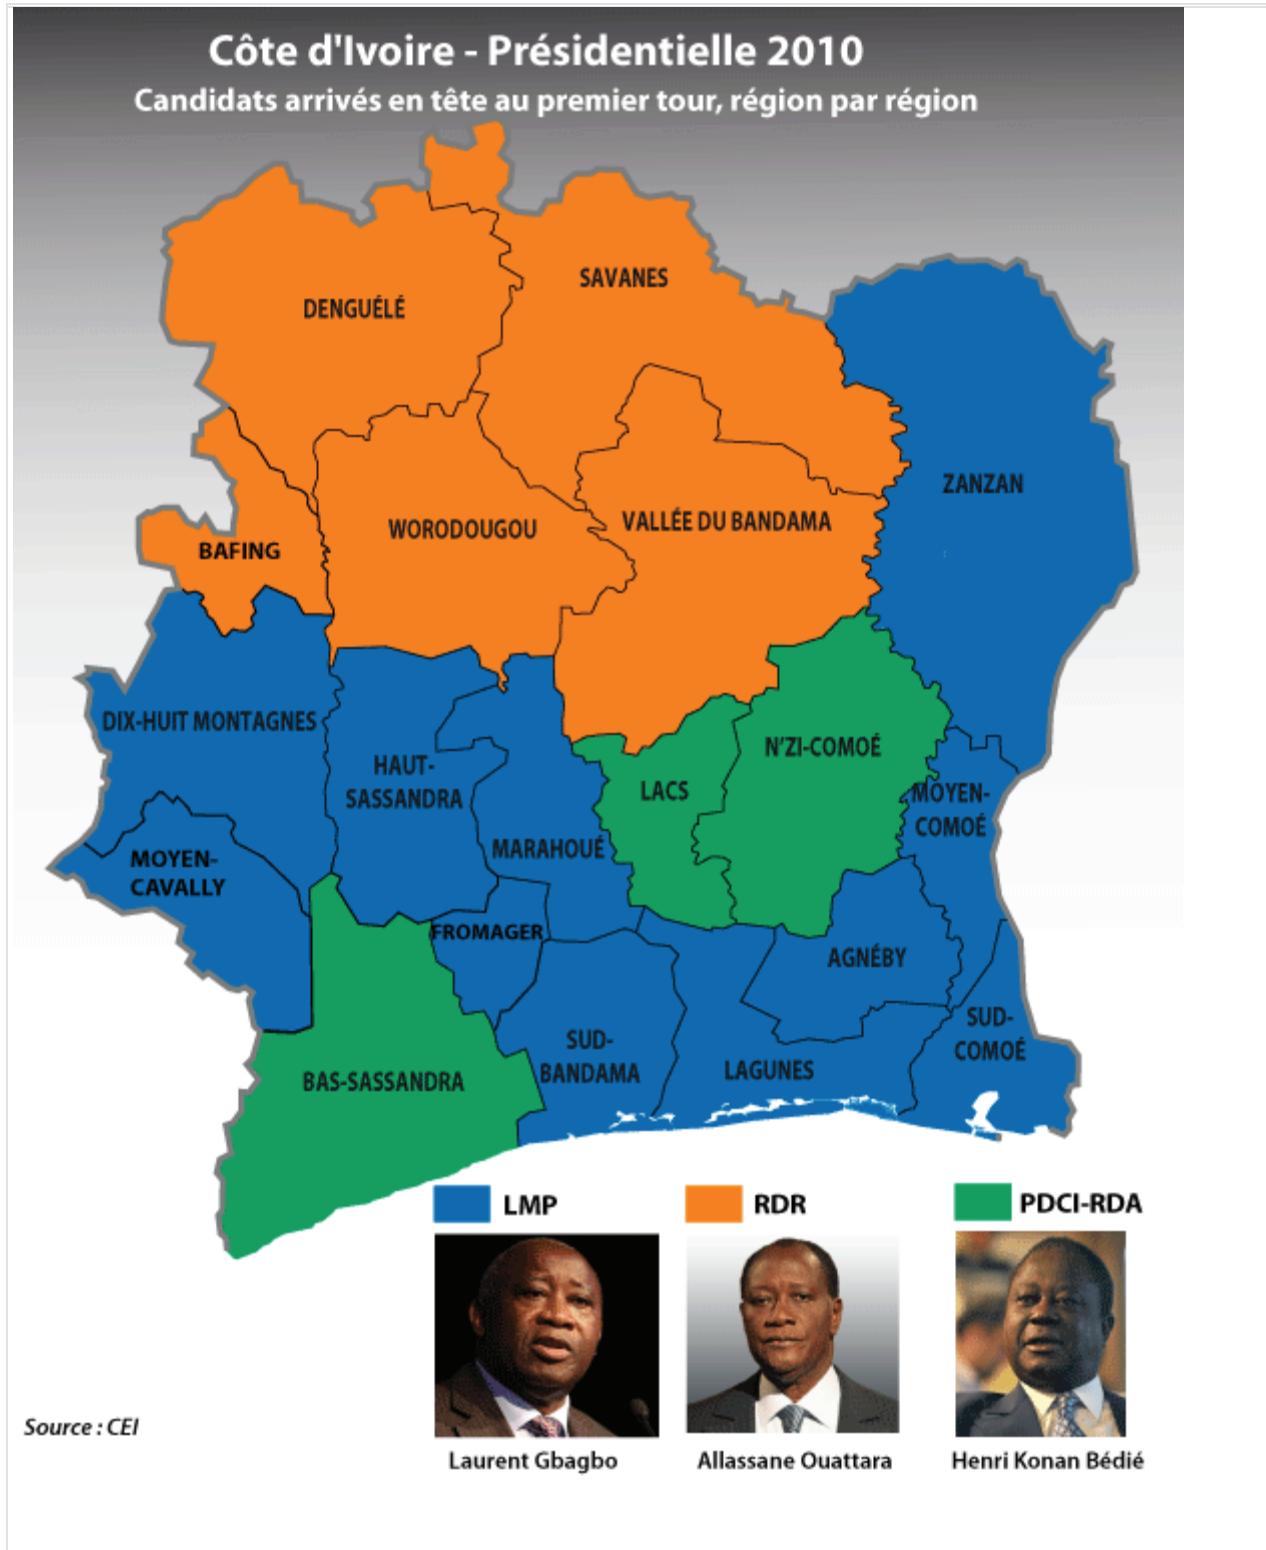 Côte d'Ivoire - Présidentielle 2010
Candidats arrivés en tête au premier tour, région par région
SAVANES
DENGUÉLÉ
ZANZAN
WORODOUGOU
VALLÉE DU BANDAMA
BAFING
DIX-HUIT MONTAGNES
N'ZI-COMOÉ
HAUT-
SASSANDRA
LACS
MOYEN-
COMOÉ
MARAHOUÉ
MOYEN-
CAVALLY
FROMAGER
AGNÉBY
SUD-
COMOÉ
SUD-
BANDAMA
LAGUNES
BAS-SASSANDRA
LMP
RDR
PDCI-RDA
Source : CEI
Laurent Gbagbo
Allassane Ouattara
Henri Konan Bédié